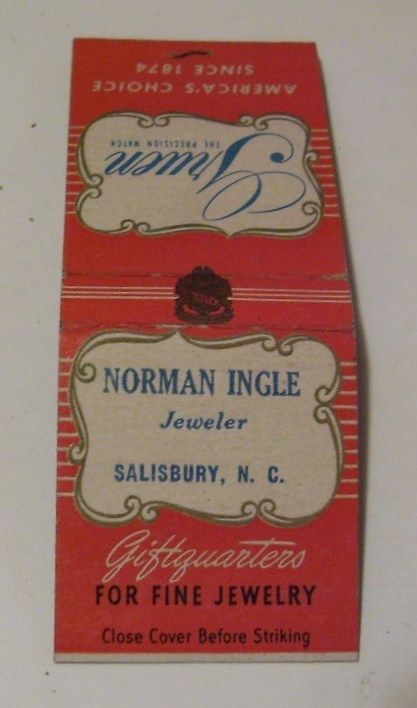 AMERICA'S CHOICE
SINCE 1874
Gruen
THE PRECISION WATCH
NORMAN INGLE
Jeweler
SALISBURY, N. C.
Giftquarters
FOR FINE JEWELRY
Close Cover Before Striking